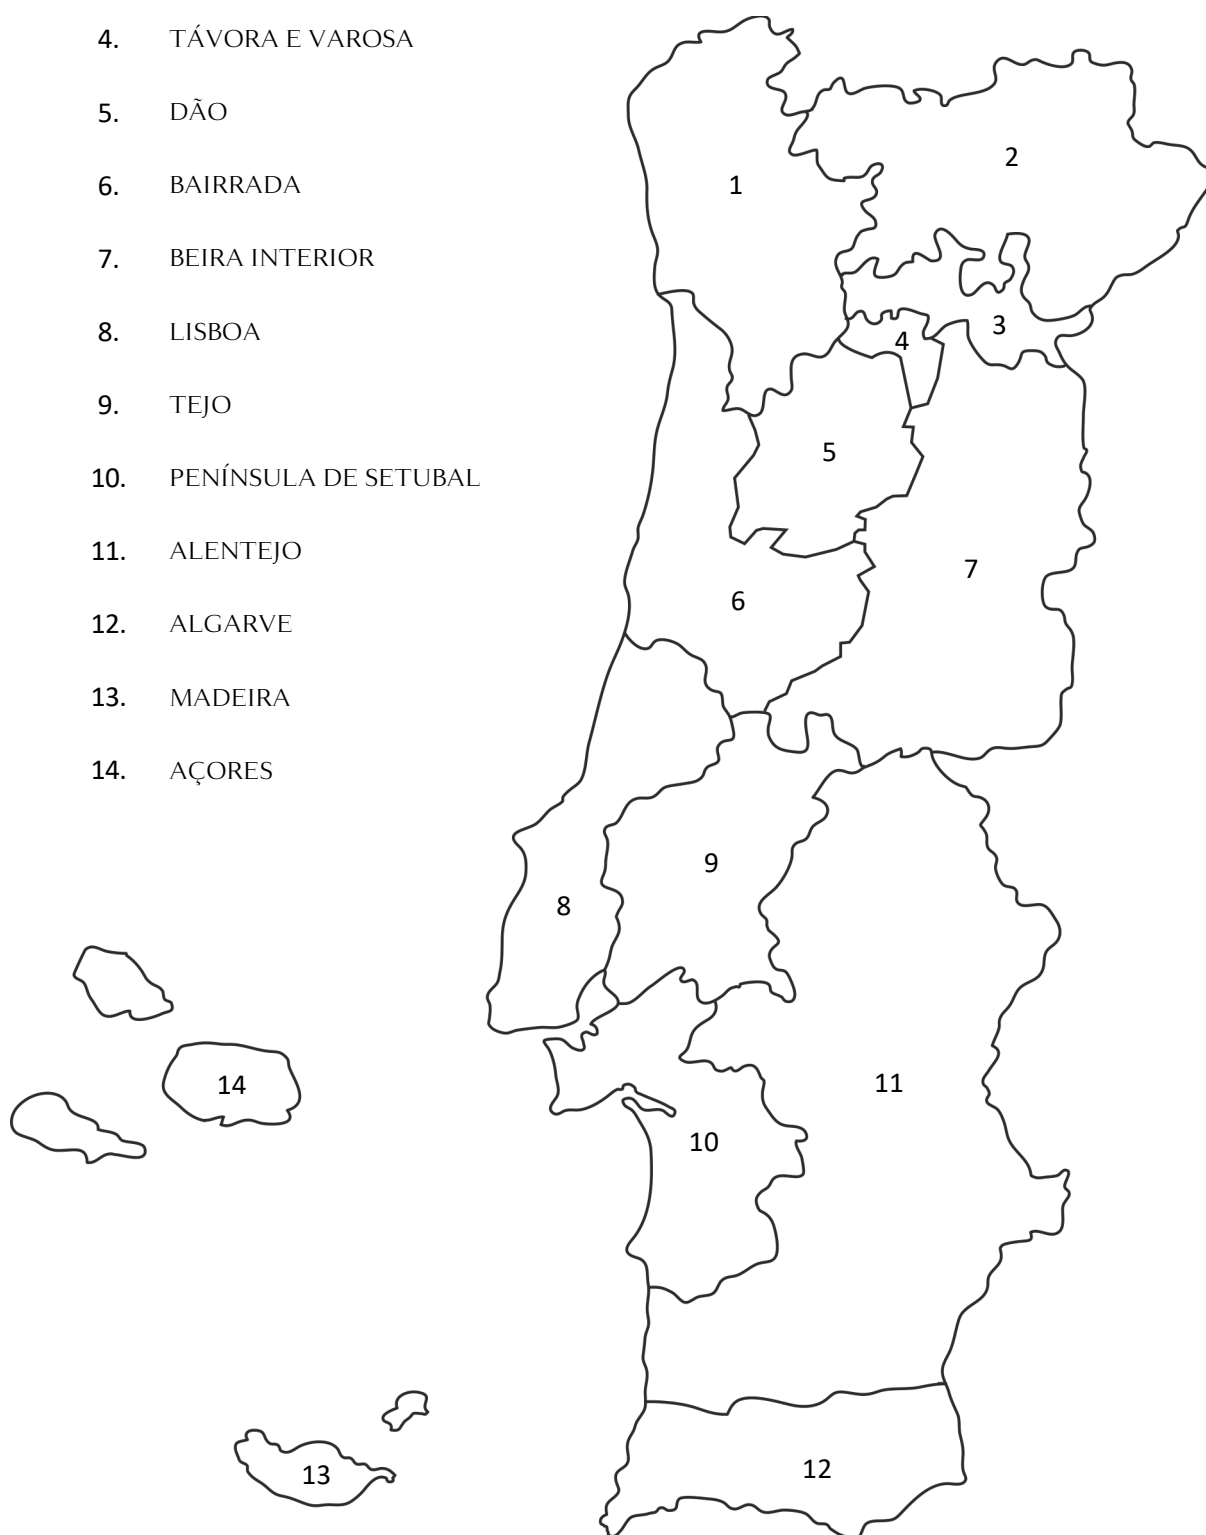 4. TÁVORA E VAROSA
5. DÃO
6. BAIRRADA
7. BEIRA INTERIOR
8. LISBOA
9. TEJO
10. PENÍNSULA DE SETUBAL
11. ALENTEJO
12. ALGARVE
13. MADEIRA
14. AÇORES
1
2
3
4
5
6
7
8
9
10
11
12
13
14